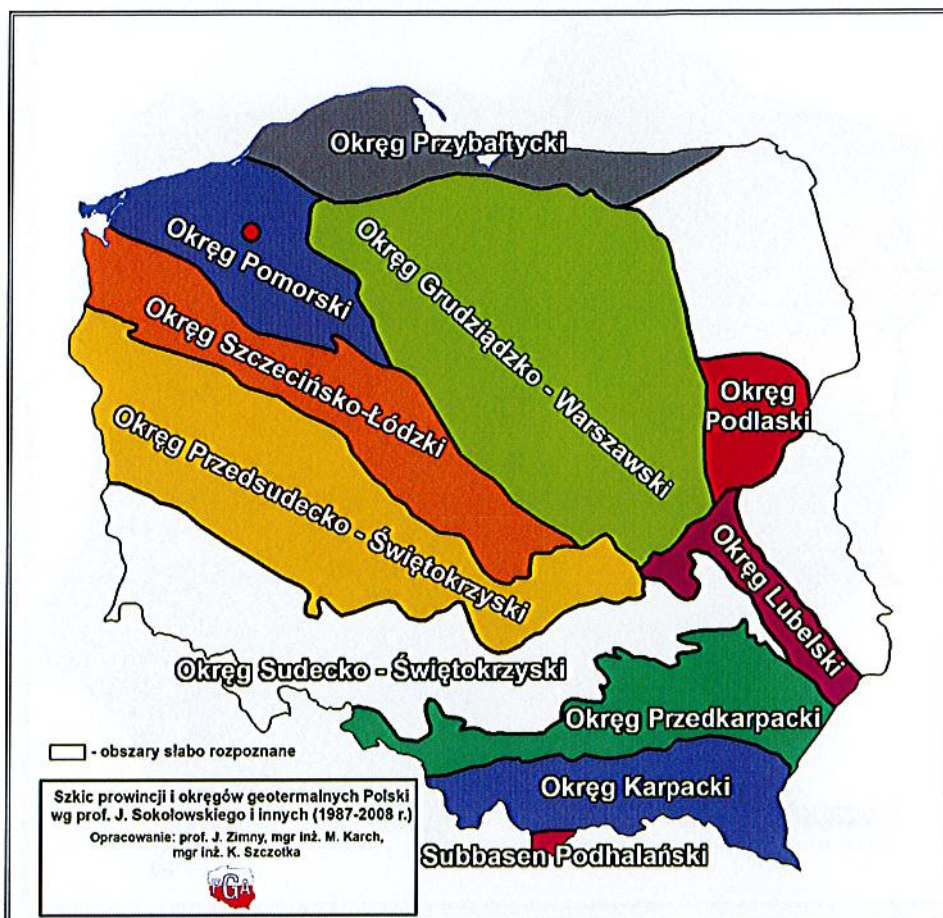 Okręg Przybałtycki
Okręg Pomorski
Okręg Grudziądzko - Warszawski
Okręg Szczecińsko-Łódzki
Okręg Podlaski
Okręg Przedsudecko - Świętokrzyski
Okręg Lubelski
Okręg Sudecko - Świętokrzyski
Okręg Przedkarpacki
- obszary słabo rozpoznane
Okręg Karpacki
Szkic prowincji i okręgów geotermalnych Polski
wg prof. J. Sokołowskiego i innych (1987-2008 r.)
Opracowanie: prof. J. Zimny, mgr inż. M. Karch,
mgr inż. K. Szczotka
Subbasen Podhalański
PGA